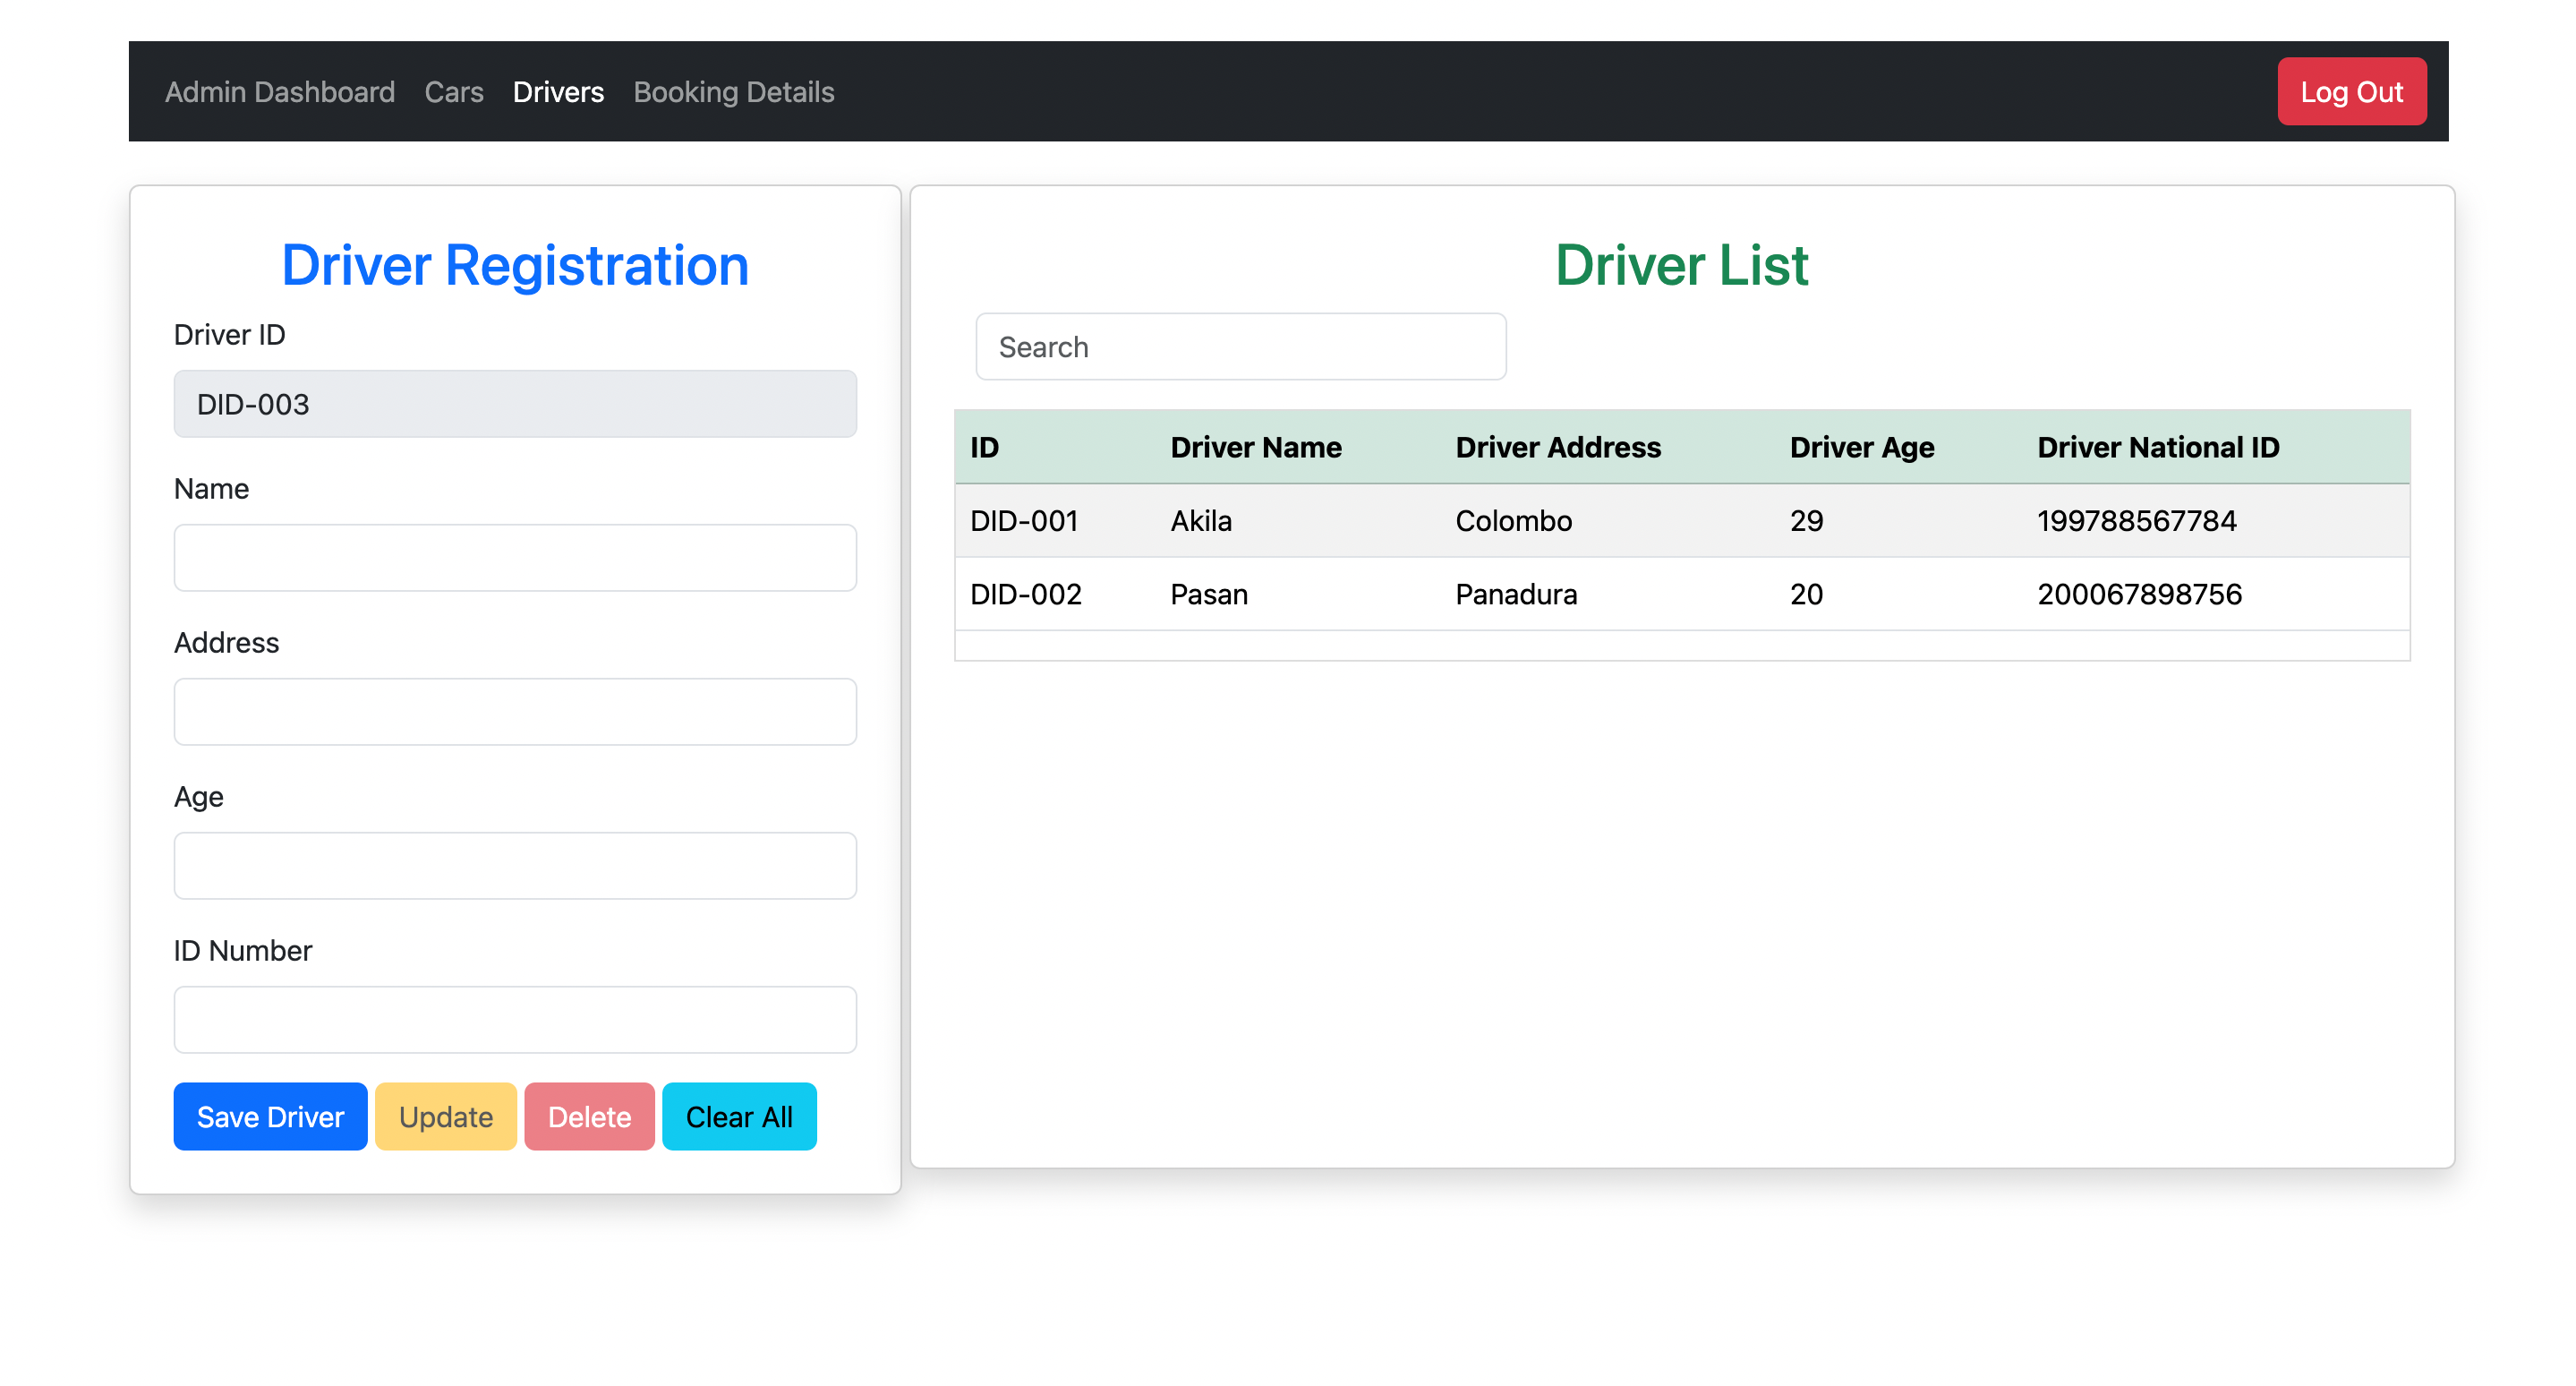 Admin Dashboard Cars Drivers Booking Details Log Out
Driver Registration
Driver ID
DID-003
Name
Address
Age
ID Number
Save Driver Update Delete Clear All
Driver List
Search
ID Driver Name Driver Address Driver Age Driver National ID
DID-001 Akila Colombo 29 199788567784
DID-002 Pasan Panadura 20 200067898756